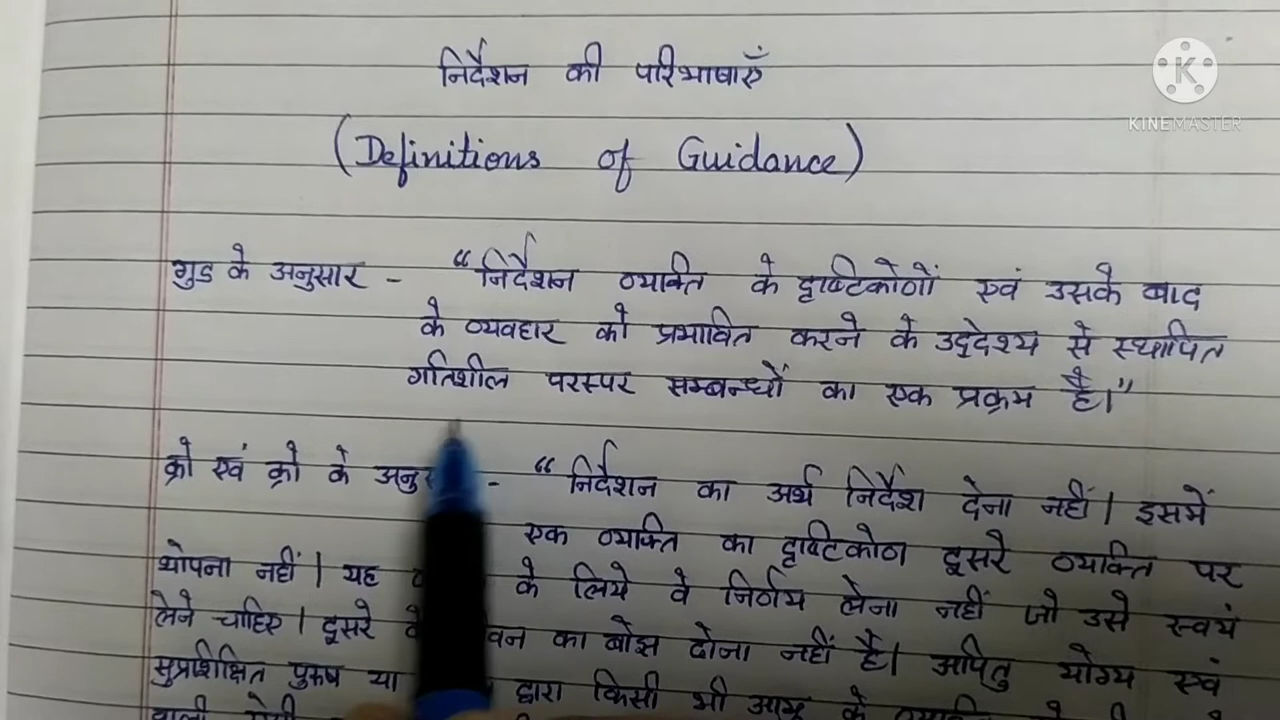 निर्देशन की परिभाषाएँ
(Definitions of Guidance)
गुड के अनुसार - "निर्देशन व्यक्ति के दृष्टिकोणों एवं उसके बाद
के व्यवहार को प्रभावित करने के उद्देश्य से स्थापित
गतिशील परस्पर सम्बन्धों का एक प्रक्रम है।"
क्रो एवं क्रो के - "निर्देशन का अर्थ निर्देश देना नहीं। इसमें
एक व्यक्ति का दृष्टिकोण दूसरे व्यक्ति पर
थोपना नहीं। यह के लिये वे निर्णय लेना नहीं जो उसे स्वयं
लेने चाहिए। दूसरे का बोझ ढोना नहीं है। अपितु योग्य एवं
सुप्रशिक्षित पुरुष या द्वारा किसी भी आयु के
K
KINEMASTER